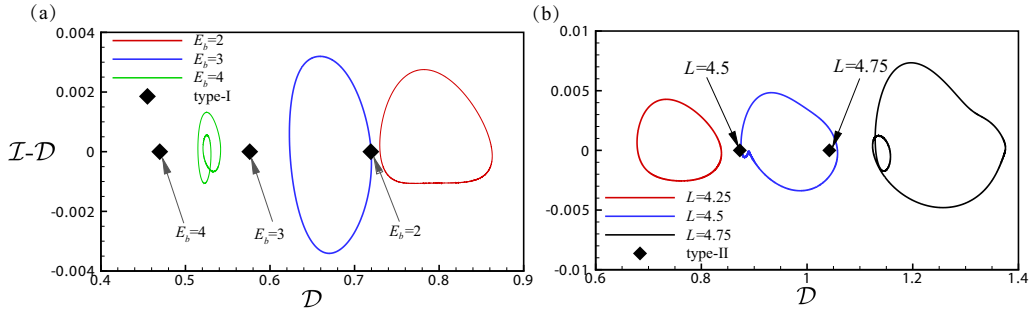 (a)
0.004
0.002
0
-0.002
-0.004
I-D
E_b=2
E_b=3
E_b=4
type-I
E_b=4
E_b=3
E_b=2
0.4
0.5
0.6
0.7
0.8
0.9
D
(b)
0.01
0.005
0
-0.005
-0.01
L=4.5
L=4.75
L=4.25
L=4.5
L=4.75
type-II
0.6
0.8
1
1.2
1.4
D